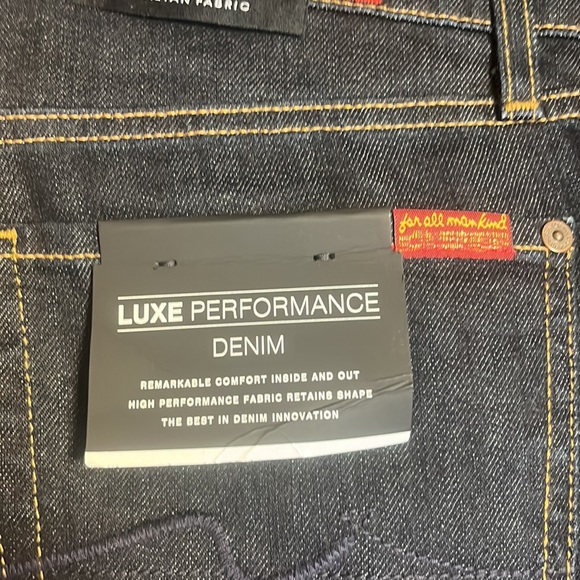 FABRIC
for all mankind
LUXE PERFORMANCE
DENIM
REMARKABLE COMFORT INSIDE AND OUT
HIGH PERFORMANCE FABRIC RETAINS SHAPE
THE BEST IN DENIM INNOVATION